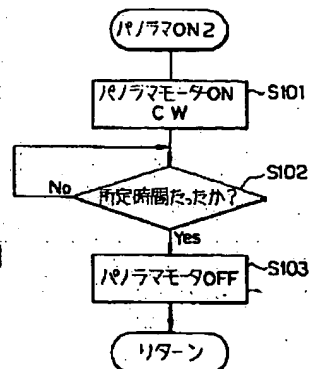 パノラマON2
パノラマモータON
CW
S101
所定時間たったか?
S102
No
Yes
パノラマモータOFF
S103
リターン